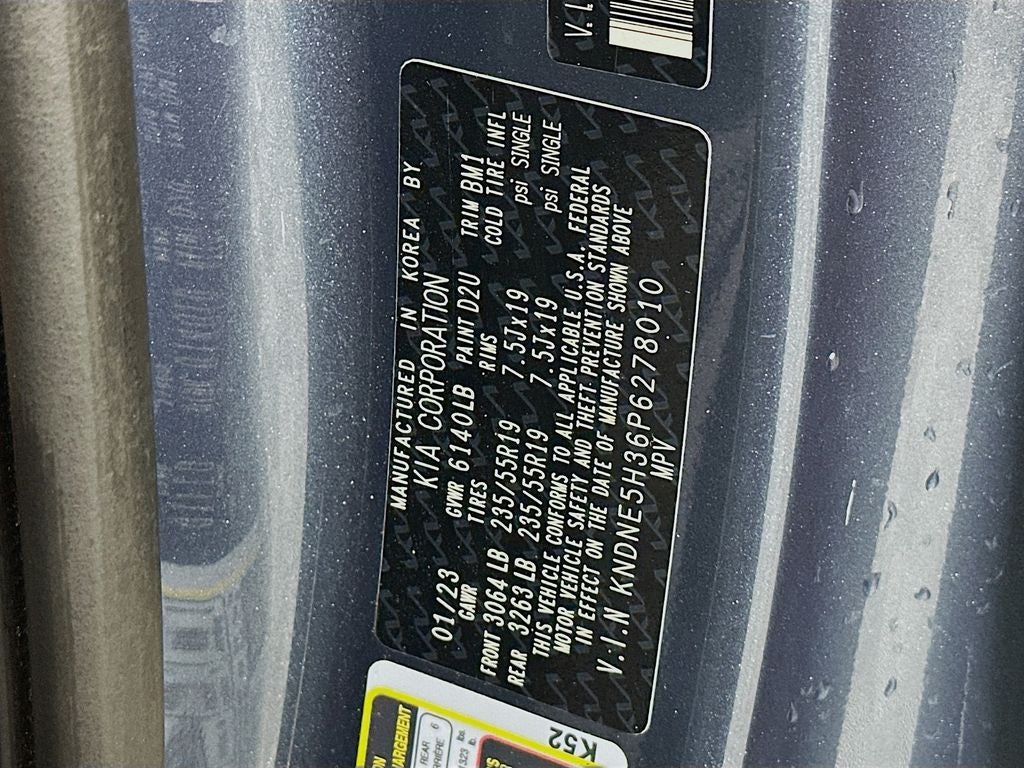 MANUFACTURED IN KOREA BY
KIA CORPORATION
01/23 GVWR 6140LB PAINT D2U TRIM BM1
GAWR TIRES RIMS COLD TIRE INFL
FRONT 3064 LB 235/55R19 7.5Jx19 psi SINGLE
REAR 3263 LB 235/55R19 7.5Jx19 psi SINGLE
THIS VEHICLE CONFORMS TO ALL APPLICABLE U.S.A. FEDERAL
MOTOR VEHICLE SAFETY AND THEFT PREVENTION STANDARDS
IN EFFECT ON THE DATE OF MANUFACTURE SHOWN ABOVE
V.I.N KNDNE5H36P6278010
MPV
K52
REAR 6